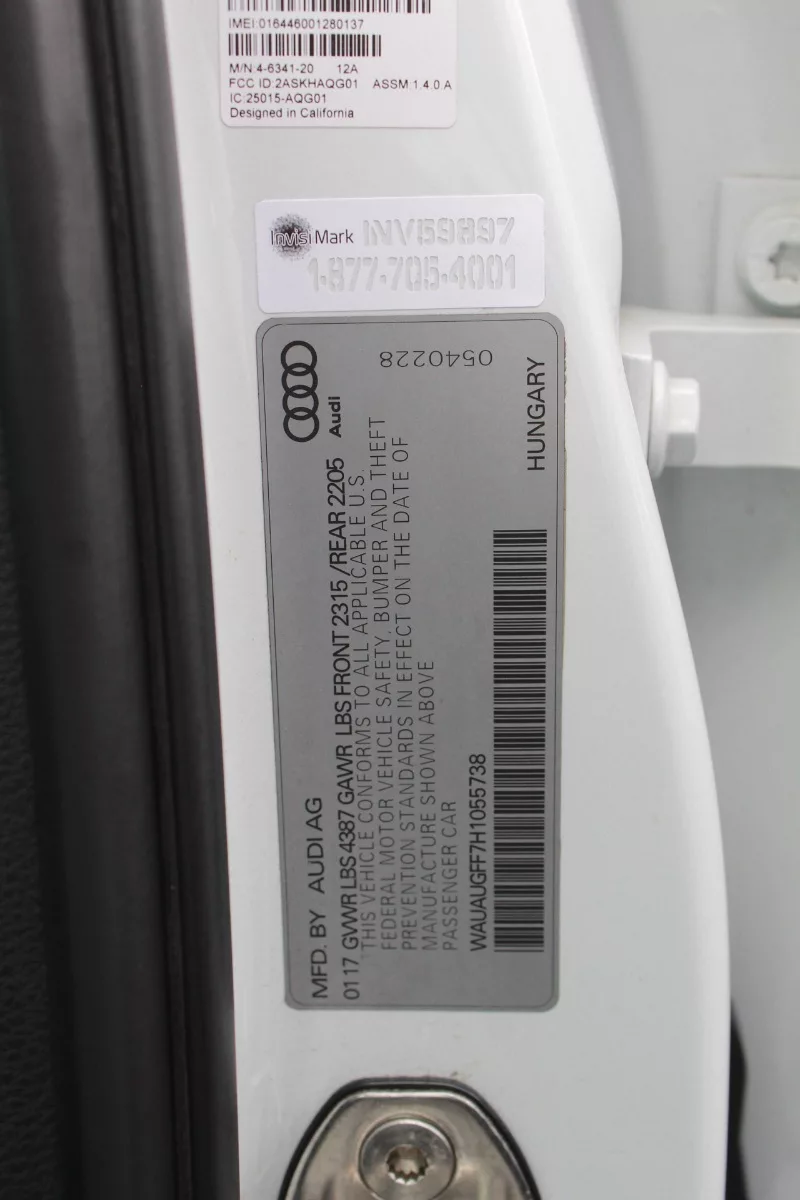 IMEI:016446001280137
M/N:4-6341-20 12A
FCC ID:2ASKHAQG01 ASSM 1.4.0.A
IC:25015-AQG01
Designed in California
InvisiMark INV59897
1-877-705-4001
0540228
Audi
HUNGARY
MFD. BY AUDI AG
01 17 GVWR LBS 4387 GAWR LBS FRONT 2315 /REAR 2205
THIS VEHICLE CONFORMS TO ALL APPLICABLE U.S.
FEDERAL MOTOR VEHICLE SAFETY, BUMPER AND THEFT
PREVENTION STANDARDS IN EFFECT ON THE DATE OF
MANUFACTURE SHOWN ABOVE
PASSENGER CAR
WAUAUGFF7H1055738